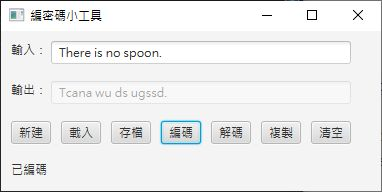 編密碼小工具
輸入： There is no spoon.
輸出： Tcana wu ds ugssd.
新建 載入 存檔 編碼 解碼 複製 清空
已編碼